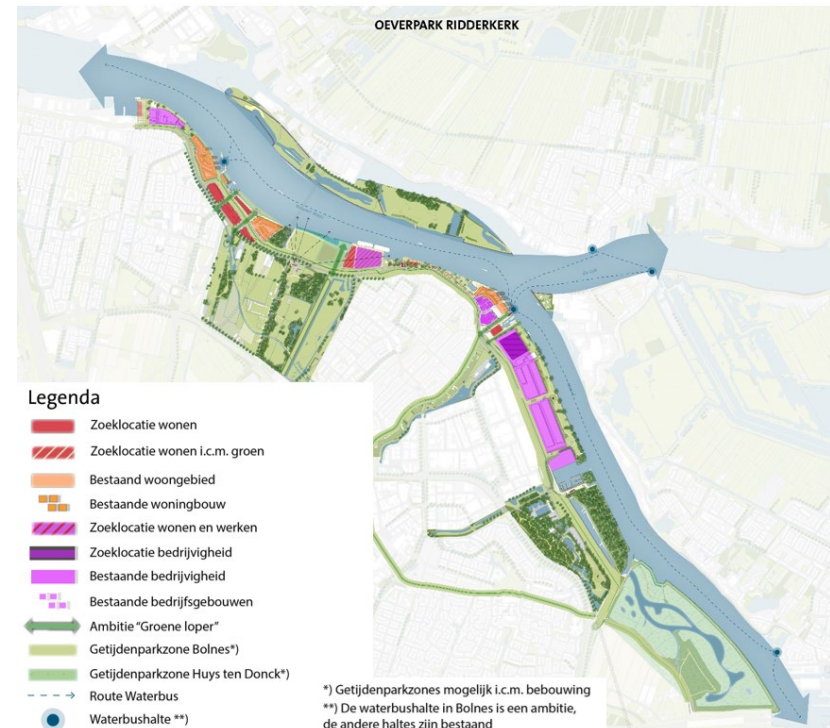 OEVERPARK RIDDERKERK
Legenda
Zoeklocatie wonen
Zoeklocatie wonen i.c.m. groen
Bestaand woongebied
Bestaande woningbouw
Zoeklocatie wonen en werken
Zoeklocatie bedrijvigheid
Bestaande bedrijvigheid
Bestaande bedrijfsgebouwen
Ambitie “Groene loper”
Getijdenparkzone Bolnes*)
Getijdenparkzone Huys ten Donck*)
Route Waterbus
Waterbushalte **)
*) Getijdenparkzones mogelijk i.c.m. bebouwing
**) De waterbushalte in Bolnes is een ambitie,
de andere haltes zijn bestaand